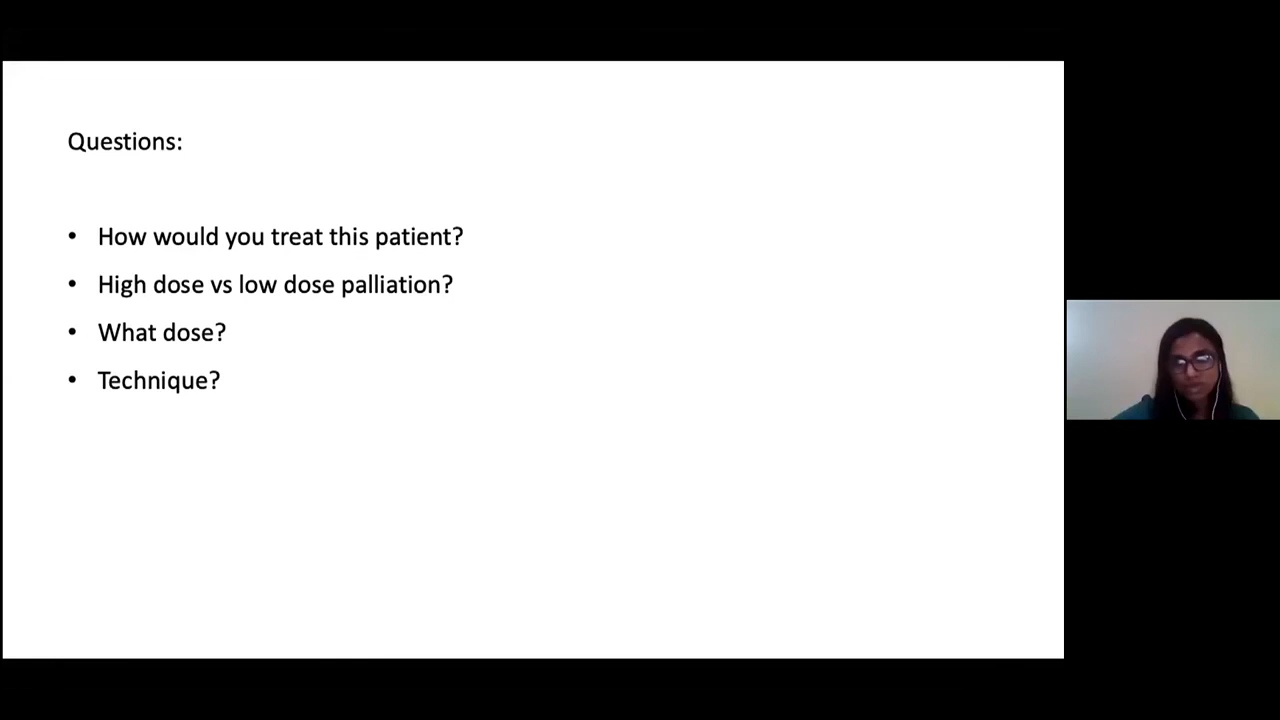 Questions:
• How would you treat this patient?
• High dose vs low dose palliation?
• What dose?
• Technique?